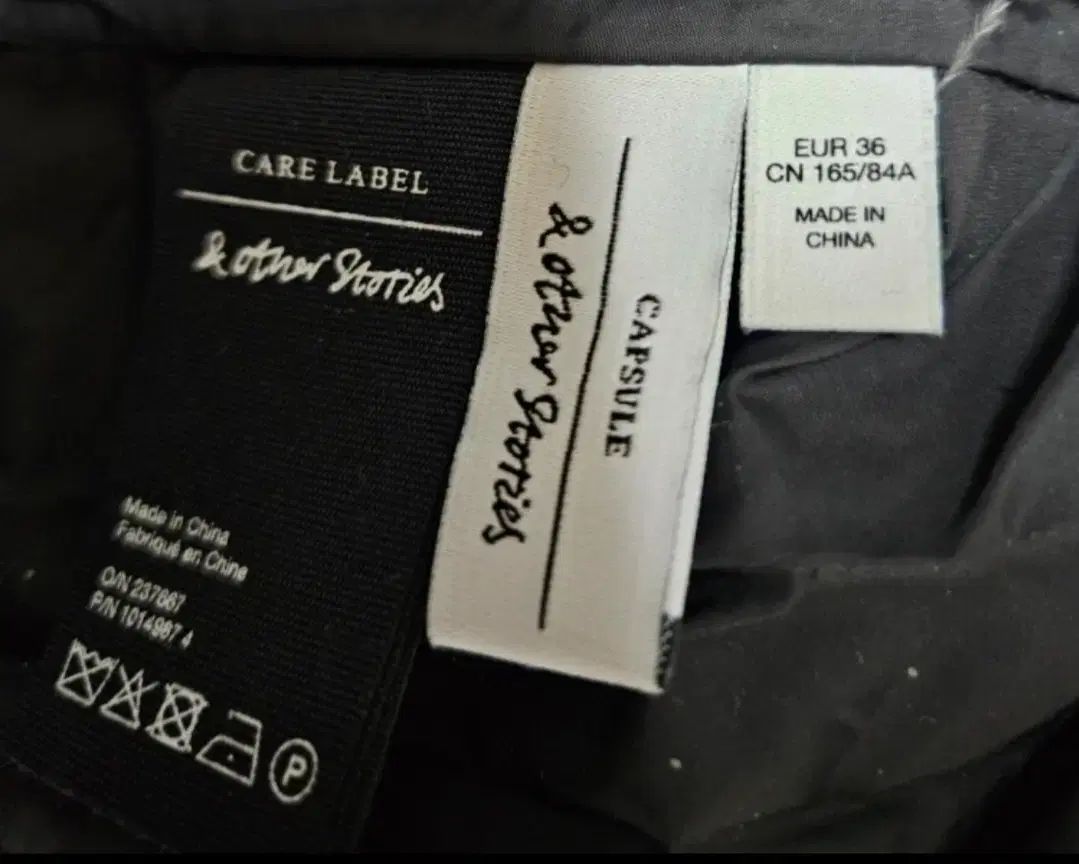 CARE LABEL
& other Stories
Made in China
Fabriqué en Chine
O/N 237667
P/N 1014967 4
P
& other Stories
CAPSULE
EUR 36
CN 165/84A
MADE IN
CHINA